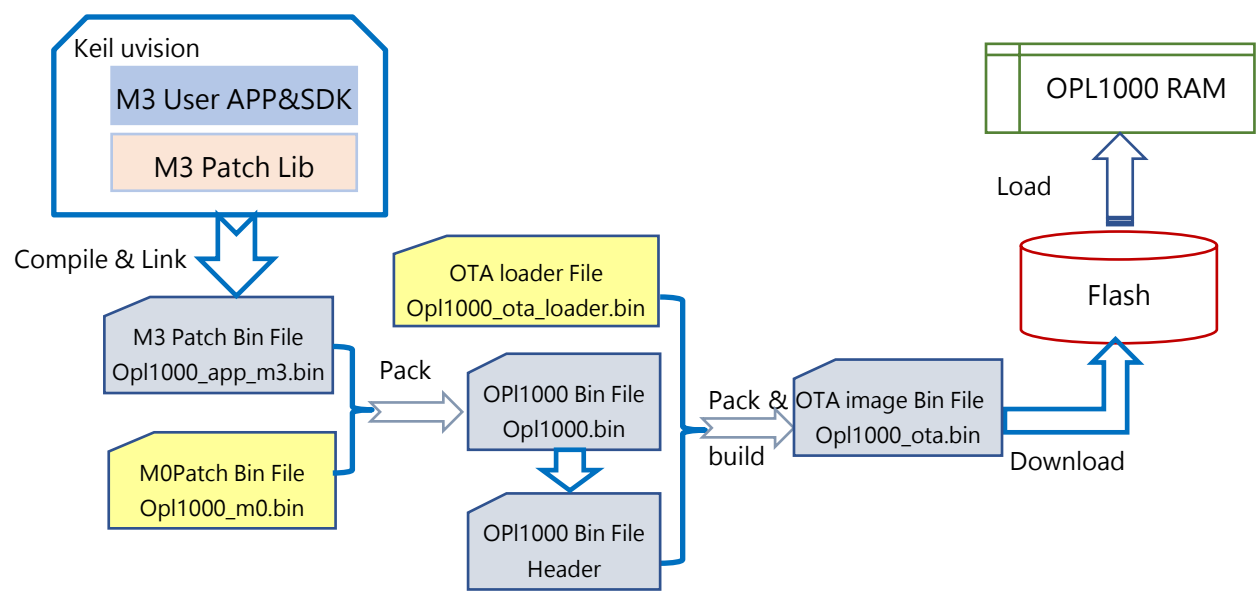 Keil uvision
M3 User APP&SDK
M3 Patch Lib
Compile & Link
M3 Patch Bin File
Opl1000_app_m3.bin
M0Patch Bin File
Opl1000_m0.bin
Pack
OTA loader File
Opl1000_ota_loader.bin
OPl1000 Bin File
Opl1000.bin
OPl1000 Bin File
Header
Pack &
build
OTA image Bin File
Opl1000_ota.bin
Download
Flash
Load
OPL1000 RAM